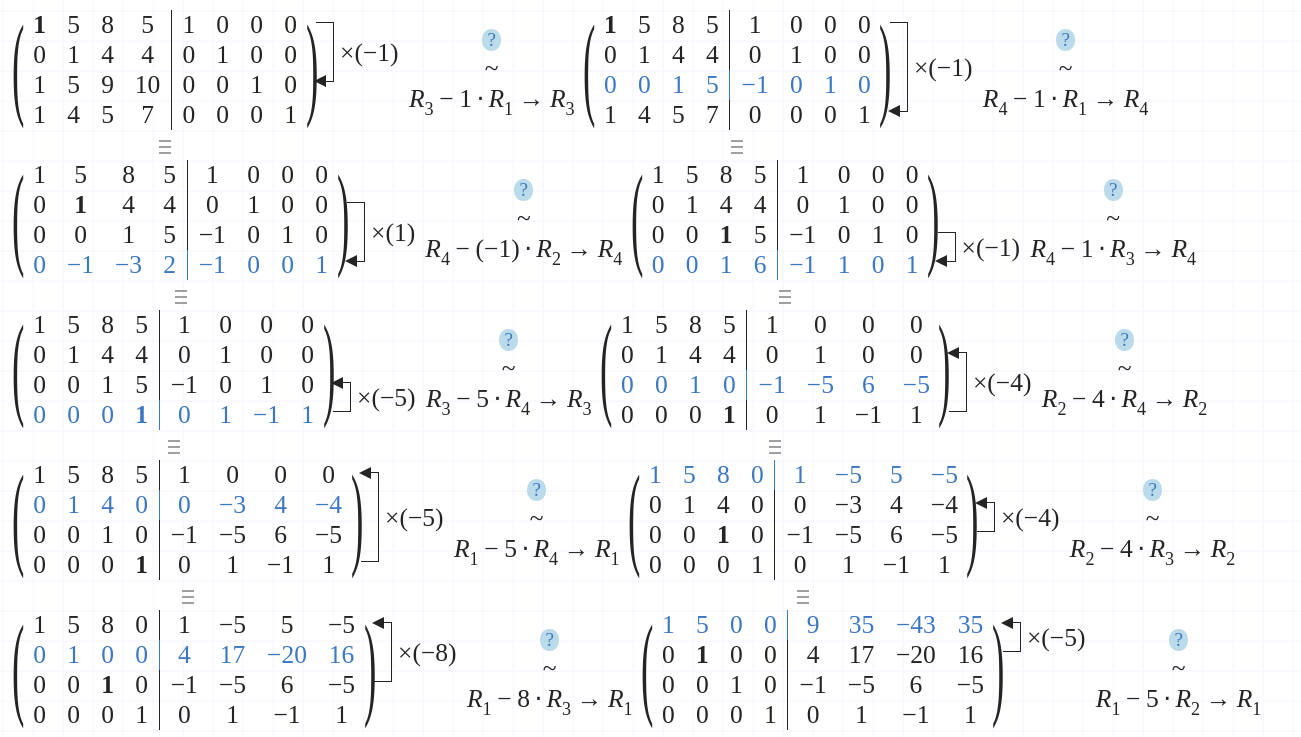 1 5 8 5 1 0 0 0 ×(−1) ? ~ R3 − 1 · R1 → R3 1 5 8 5 1 0 0 0 ×(−1) ? ~ R4 − 1 · R1 → R4
0 1 4 4 0 1 0 0 0 1 4 4 0 1 0 0
1 5 9 10 0 0 1 0 0 0 1 5 −1 0 1 0
1 4 5 7 0 0 0 1 1 4 5 7 0 0 0 1
1 5 8 5 1 0 0 0 ×(1) ? ~ R4 − (−1) · R2 → R4 1 5 8 5 1 0 0 0 ×(−1) ? ~ R4 − 1 · R3 → R4
0 1 4 4 0 1 0 0 0 1 4 4 0 1 0 0
0 0 1 5 −1 0 1 0 0 0 1 5 −1 0 1 0
0 −1 −3 2 −1 0 0 1 0 0 1 6 −1 1 0 1
1 5 8 5 1 0 0 0 ×(−5) ? ~ R3 − 5 · R4 → R3 1 5 8 5 1 0 0 0 ×(−4) ? ~ R2 − 4 · R4 → R2
0 1 4 4 0 1 0 0 0 1 4 4 0 1 0 0
0 0 1 5 −1 0 1 0 0 0 1 0 −1 −5 6 −5
0 0 0 1 0 1 −1 1 0 0 0 1 0 1 −1 1
1 5 8 5 1 0 0 0 ×(−5) ? ~ R1 − 5 · R4 → R1 1 5 8 0 1 −5 5 −5 ×(−4) ? ~ R2 − 4 · R3 → R2
0 1 4 0 0 −3 4 −4 0 1 4 0 0 −3 4 −4
0 0 1 0 −1 −5 6 −5 0 0 1 0 −1 −5 6 −5
0 0 0 1 0 1 −1 1 0 0 0 1 0 1 −1 1
1 5 8 0 1 −5 5 −5 ×(−8) ? ~ R1 − 8 · R3 → R1 1 5 0 0 9 35 −43 35 ×(−5) ? ~ R1 − 5 · R2 → R1
0 1 0 0 4 17 −20 16 0 1 0 0 4 17 −20 16
0 0 1 0 −1 −5 6 −5 0 0 1 0 −1 −5 6 −5
0 0 0 1 0 1 −1 1 0 0 0 1 0 1 −1 1